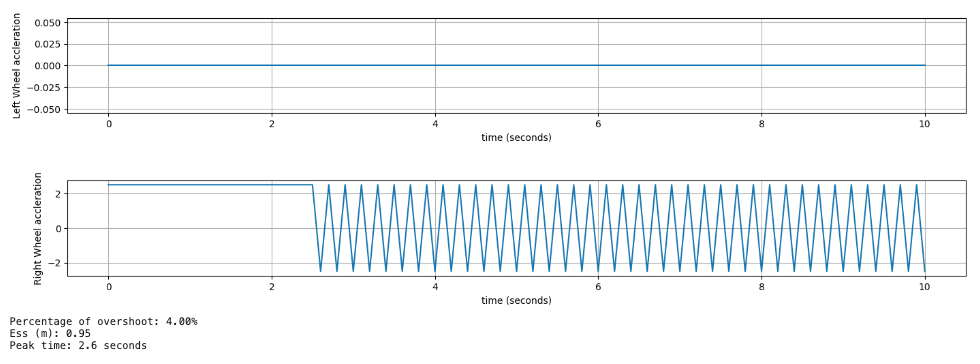 Left Wheel accleration
0.050
0.025
0.000
−0.025
−0.050
0 2 4 6 8 10
time (seconds)
Right Wheel accleration
2
0
−2
0 2 4 6 8 10
time (seconds)
Percentage of overshoot: 4.00%
Ess (m): 0.95
Peak time: 2.6 seconds